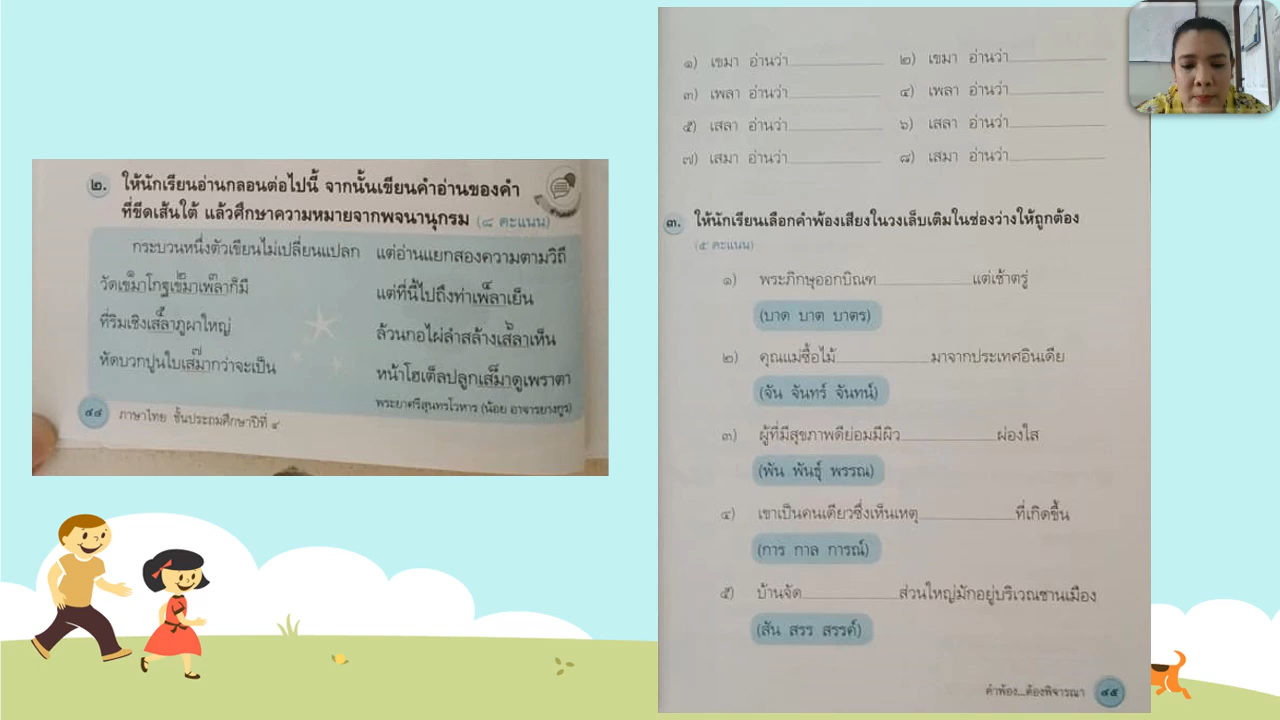 ๒. ให้นักเรียนอ่านกลอนต่อไปนี้ จากนั้นเขียนคำอ่านของคำ
ที่ขีดเส้นใต้ แล้วศึกษาความหมายจากพจนานุกรม (๘ คะแนน)
กระบวนหนึ่งตัวเขียนไม่เปลี่ยนแปลก แต่อ่านแยกสองความตามวิถี
วัดเขมา๑โกฐเขมา๒เพลา๓ก็มี แต่ที่นี้ไปถึงท่าเพลา๔เย็น
ที่ริมเชิงเสลา๕ภูผาใหญ่ ล้วนกอไผ่ลำสล้างเสลา๖เห็น
หัดบวกปูนใบเสมา๗กว่าจะเป็น หน้าโฮเต็ลปลูกเสมา๘ดูเพราตา
พระยาศรีสุนทรโวหาร (น้อย อาจารยางกูร)
๔๔ ภาษาไทย ชั้นประถมศึกษาปีที่ ๔
๑) เขมา อ่านว่า ๒) เขมา อ่านว่า
๓) เพลา อ่านว่า ๔) เพลา อ่านว่า
๕) เสลา อ่านว่า ๖) เสลา อ่านว่า
๗) เสมา อ่านว่า ๘) เสมา อ่านว่า
๓. ให้นักเรียนเลือกคำพ้องเสียงในวงเล็บเติมในช่องว่างให้ถูกต้อง
(๕ คะแนน)
๑) พระภิกษุออกบิณฑ แต่เช้าตรู่
(บาด บาต บาตร)
๒) คุณแม่ซื้อไม้ มาจากประเทศอินเดีย
(จัน จันทร์ จันทน์)
๓) ผู้ที่มีสุขภาพดีย่อมมีผิว ผ่องใส
(พัน พันธุ์ พรรณ)
๔) เขาเป็นคนเดียวซึ่งเห็นเหตุ ที่เกิดขึ้น
(การ กาล การณ์)
๕) บ้านจัด ส่วนใหญ่มักอยู่บริเวณชานเมือง
(สัน สรร สรรค์)
คำพ้อง...ต้องพิจารณา ๔๕